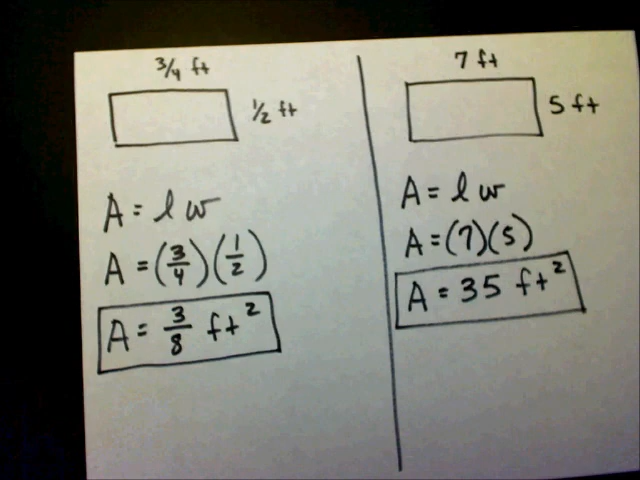 3/4 ft
1/2 ft
A = l w
A = (3/4)(1/2)
A = 3/8 ft²
7 ft
5 ft
A = l w
A = (7)(5)
A = 35 ft²